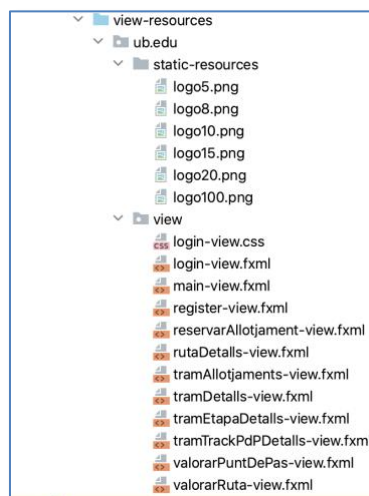 view-resources
ub.edu
static-resources
logo5.png
logo8.png
logo10.png
logo15.png
logo20.png
logo100.png
view
CSS login-view.css
login-view.fxml
main-view.fxml
register-view.fxml
reservarAllotjament-view.fxml
rutaDetalls-view.fxml
tramAllotjaments-view.fxml
tramDetalls-view.fxml
tramEtapaDetalls-view.fxml
tramTrackPdPDetalls-view.fxm
valorarPuntDePas-view.fxml
valorarRuta-view.fxml